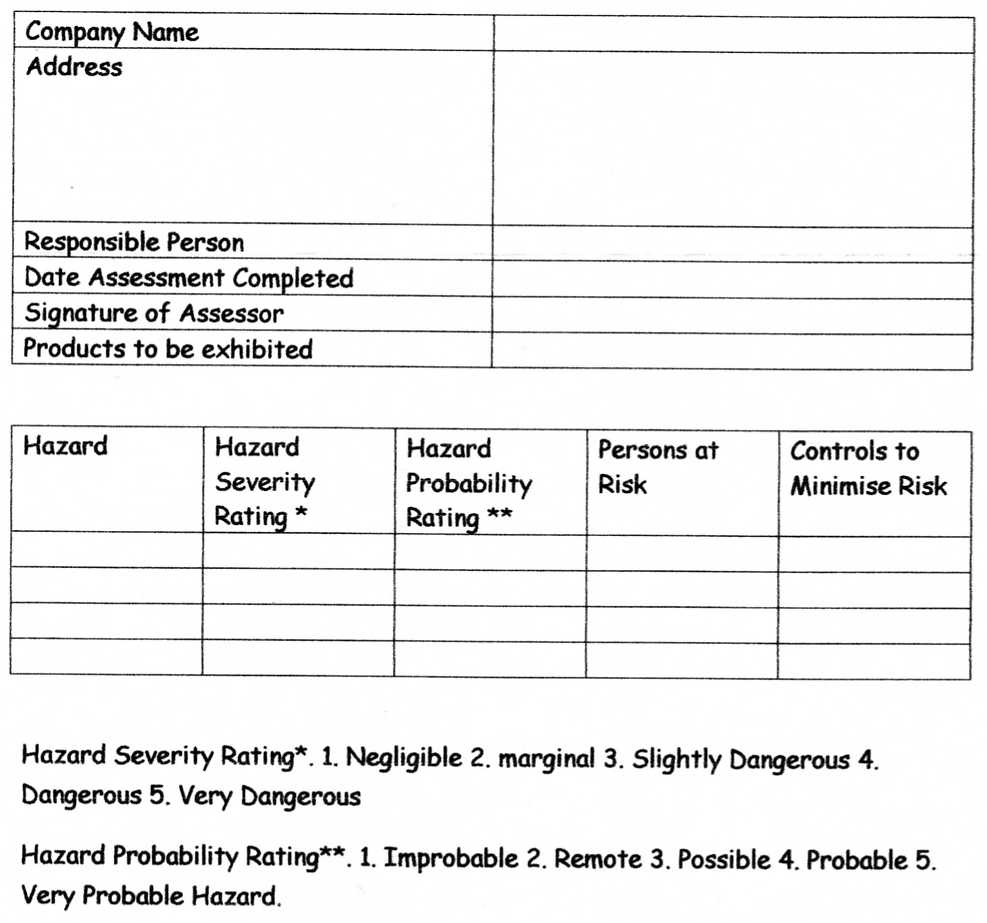 Company Name
Address
Responsible Person
Date Assessment Completed
Signature of Assessor
Products to be exhibited
Hazard
Hazard
Severity
Rating *
Hazard
Probability
Rating **
Persons at
Risk
Controls to
Minimise Risk
Hazard Severity Rating*. 1. Negligible 2. marginal 3. Slightly Dangerous 4.
Dangerous 5. Very Dangerous
Hazard Probability Rating**. 1. Improbable 2. Remote 3. Possible 4. Probable 5.
Very Probable Hazard.